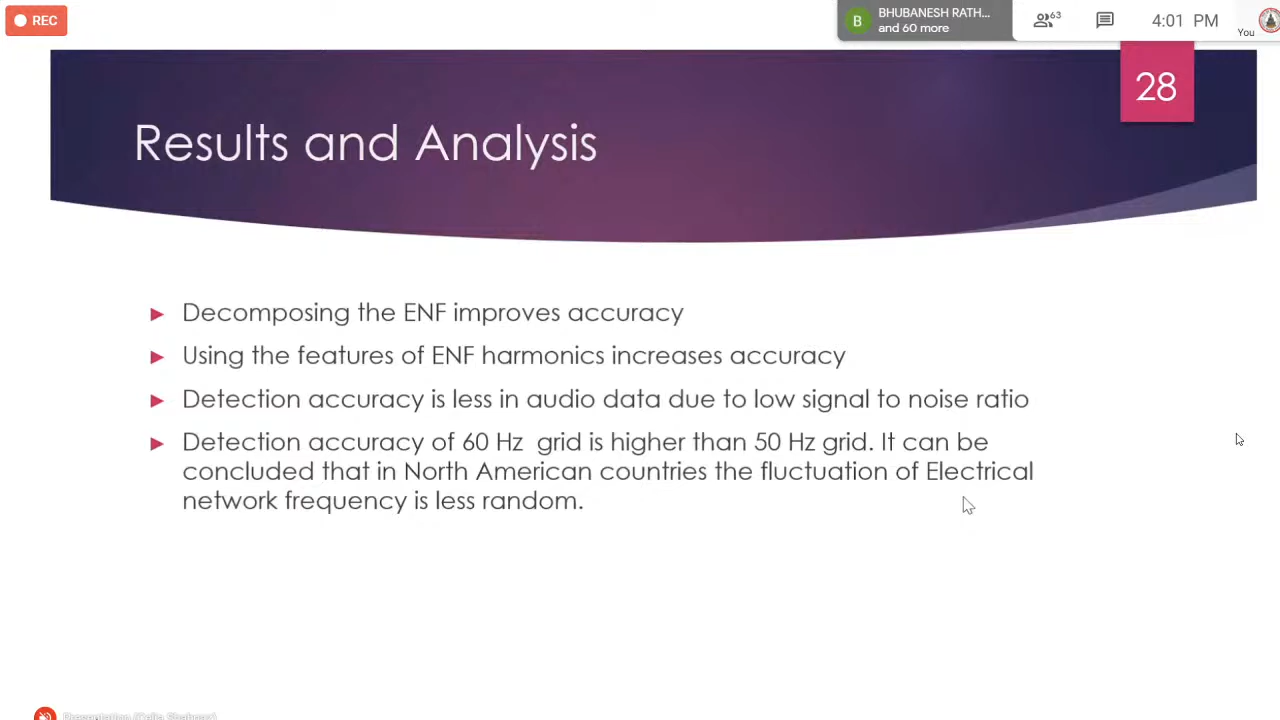 REC
B
BHUBANESH RATH...
and 60 more
63
4:01 PM
You
28
Results and Analysis
Decomposing the ENF improves accuracy
Using the features of ENF harmonics increases accuracy
Detection accuracy is less in audio data due to low signal to noise ratio
Detection accuracy of 60 Hz grid is higher than 50 Hz grid. It can be
concluded that in North American countries the fluctuation of Electrical
network frequency is less random.
Presentation (Celia Shahnaz)